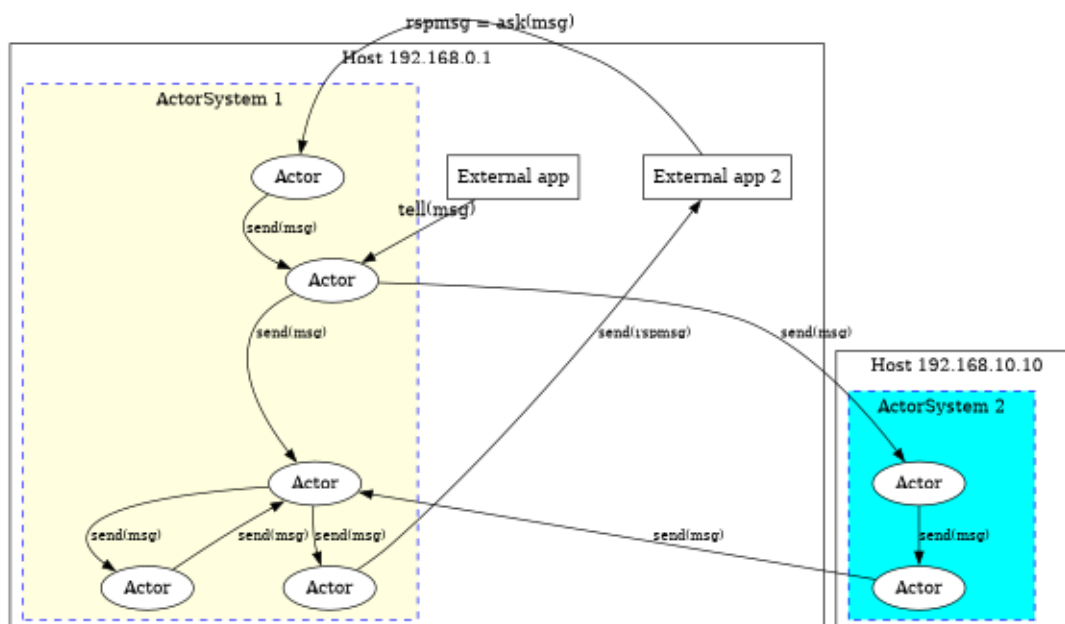 rspmsg = ask(msg)
Host 192.168.0.1
ActorSystem 1
Actor
External app
External app 2
tell(msg)
send(msg)
Actor
send(msg)
send(rspmsg)
send(msg)
Host 192.168.10.10
ActorSystem 2
Actor
Actor
send(msg)
send(msg)
send(msg)
send(msg)
send(msg)
Actor
Actor
Actor